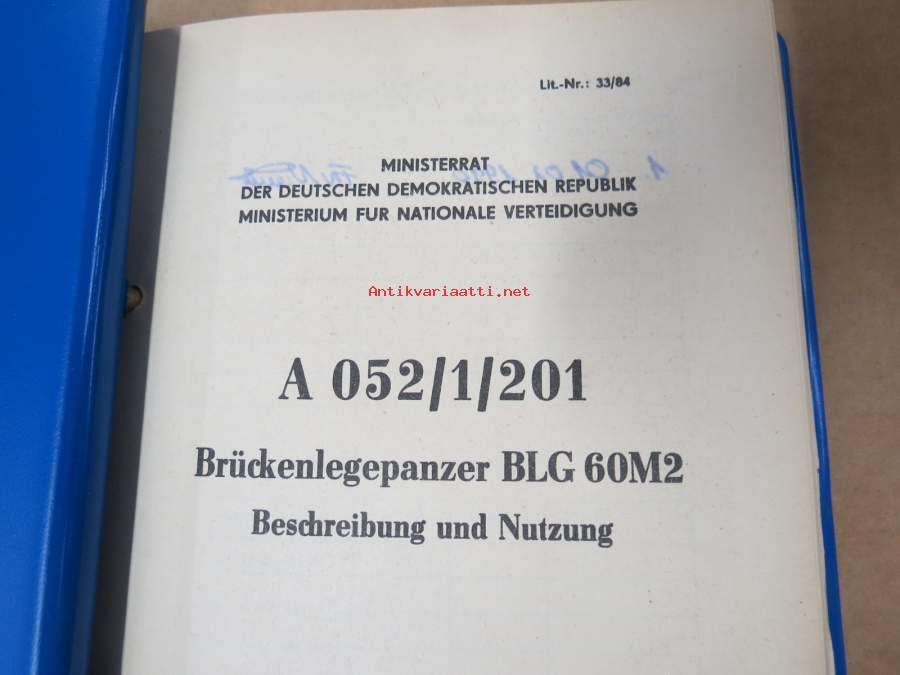 Lit.-Nr.: 33/84
MINISTERRAT
DER DEUTSCHEN DEMOKRATISCHEN REPUBLIK
MINISTERIUM FUR NATIONALE VERTEIDIGUNG
Antikvariaatti.net
A 052/1/201
Brückenlegepanzer BLG 60M2
Beschreibung und Nutzung